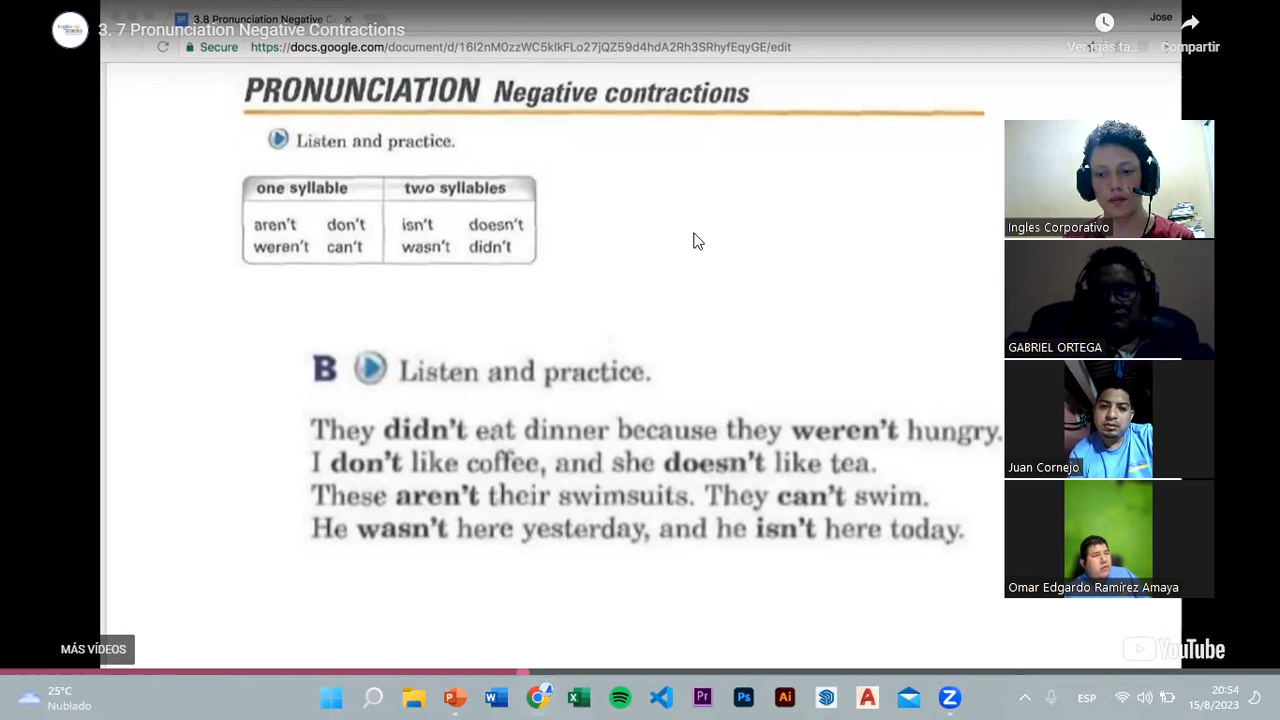 3.8 Pronunciation Negative C
3. 7 Pronunciation Negative Contractions
Jose
Secure https://docs.google.com/document/d/16I2nM0zzWC5kIkFLo27jQZ59d4hdA2Rh3SRhyfEqyGE/edit
Ver más ta...
Compartir
PRONUNCIATION Negative contractions
Listen and practice.
one syllable two syllables
aren't don't isn't doesn't
weren't can't wasn't didn't
B Listen and practice.
They didn't eat dinner because they weren't hungry.
I don't like coffee, and she doesn't like tea.
These aren't their swimsuits. They can't swim.
He wasn't here yesterday, and he isn't here today.
Ingles Corporativo
GABRIEL ORTEGA
Juan Cornejo
Omar Edgardo Ramírez Amaya
MÁS VÍDEOS
YouTube
25°C
Nublado
ESP
20:54
15/8/2023